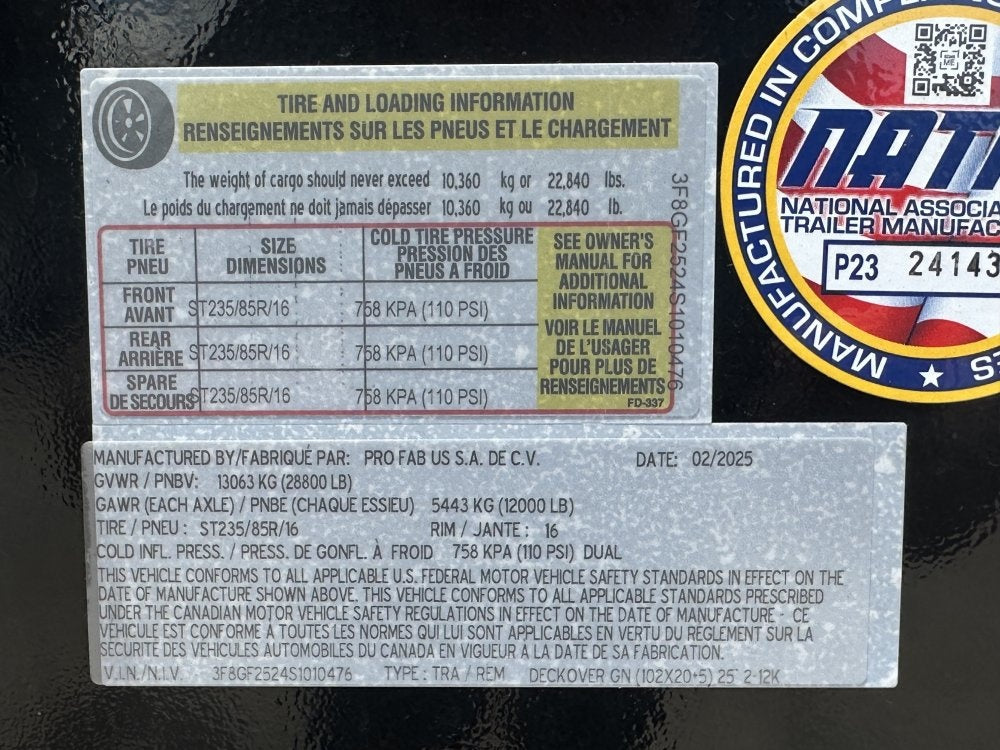 TIRE AND LOADING INFORMATION
RENSEIGNEMENTS SUR LES PNEUS ET LE CHARGEMENT
The weight of cargo should never exceed 10,360 kg or 22,840 lbs.
Le poids du chargement ne doit jamais dépasser 10,360 kg ou 22,840 lb.
TIRE PNEU
SIZE DIMENSIONS
COLD TIRE PRESSURE
PRESSION DES
PNEUS A FROID
FRONT
AVANT ST235/85R/16 758 KPA (110 PSI)
REAR
ARRIÈRE ST235/85R/16 758 KPA (110 PSI)
SPARE
DE SECOURS ST235/85R/16 758 KPA (110 PSI)
SEE OWNER'S
MANUAL FOR
ADDITIONAL
INFORMATION
VOIR LE MANUEL
DE L'USAGER
POUR PLUS DE
RENSEIGNEMENTS
FD-337
3F8GF2524S1010476
MANUFACTURED BY/FABRIQUÉ PAR: PRO FAB US S.A. DE C.V. DATE: 02/2025
GVWR / PNBV: 13063 KG (28800 LB)
GAWR (EACH AXLE) / PNBE (CHAQUE ESSIEU) 5443 KG (12000 LB)
TIRE / PNEU : ST235/85R/16 RIM / JANTE : 16
COLD INFL. PRESS. / PRESS. DE GONFL. À FROID 758 KPA (110 PSI) DUAL
THIS VEHICLE CONFORMS TO ALL APPLICABLE U.S. FEDERAL MOTOR VEHICLE SAFETY STANDARDS IN EFFECT ON THE
DATE OF MANUFACTURE SHOWN ABOVE. THIS VEHICLE CONFORMS TO ALL APPLICABLE STANDARDS PRESCRIBED
UNDER THE CANADIAN MOTOR VEHICLE SAFETY REGULATIONS IN EFFECT ON THE DATE OF MANUFACTURE - CE
VÉHICULE EST CONFORME À TOUTES LES NORMES QUI LUI SONT APPLICABLES EN VERTU DU RÈGLEMENT SUR LA
SÉCURITÉ DES VEHICULES AUTOMOBILES DU CANADA EN VIGUEUR À LA DATE DE SA FABRICATION.
V.I.N./N.I.V. 3F8GF2524S1010476 TYPE : TRA / REM DECKOVER GN (102X20+5) 25' 2-12K
MANUFACTURED IN
NATIONAL
TRAILER
P23 24143